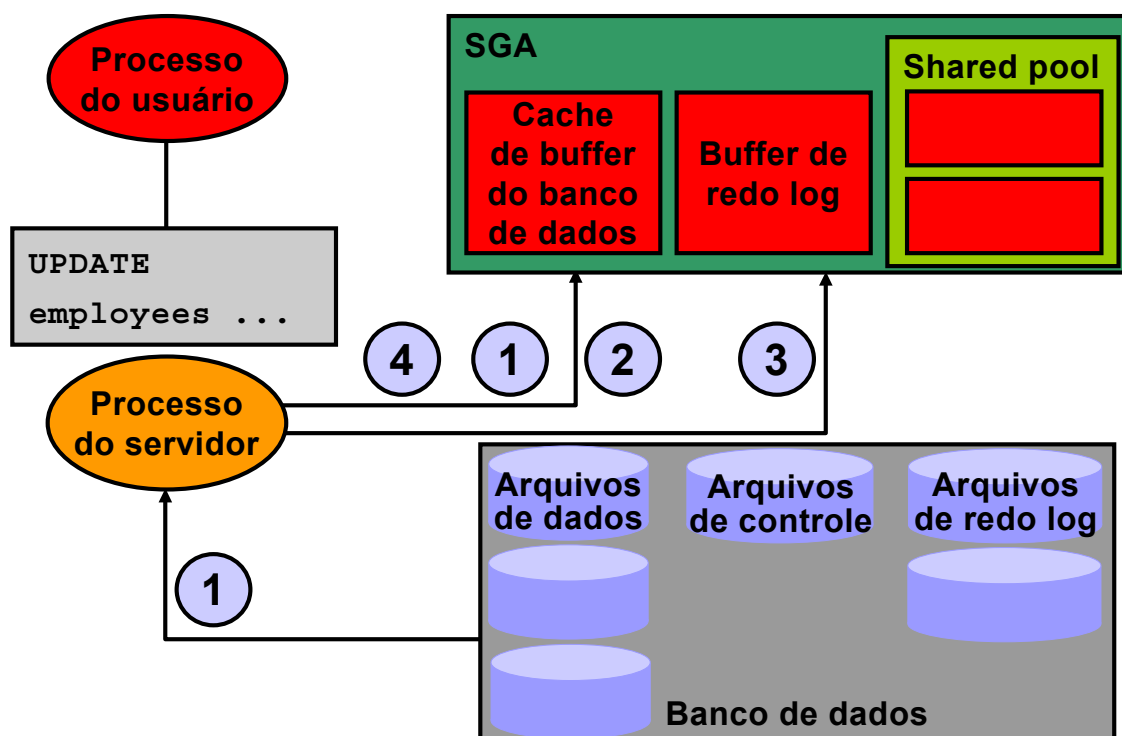 Processo
do usuário
SGA
Shared pool
Cache
de buffer
do banco
de dados
Buffer de
redo log
UPDATE
employees ...
4
1
2
3
Processo
do servidor
1
Arquivos
de dados
Arquivos
de controle
Arquivos
de redo log
Banco de dados